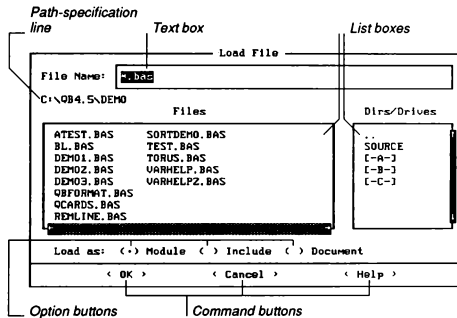 Path-specification
line
Text box
List boxes
Load File
File Name: *.bas
C:\QB4.5\DEMO
Files
Dirs/Drives
ATEST.BAS SORTDEMO.BAS
BL.BAS TEST.BAS
DEMO1.BAS TORUS.BAS
DEMO2.BAS VARHELP.BAS
DEMO3.BAS VARHELP2.BAS
QBFORMAT.BAS
QCARDS.BAS
REMLINE.BAS
..
SOURCE
[-A-]
[-B-]
[-C-]
Load as: (•) Module ( ) Include ( ) Document
< OK > < Cancel > < Help >
Option buttons
Command buttons